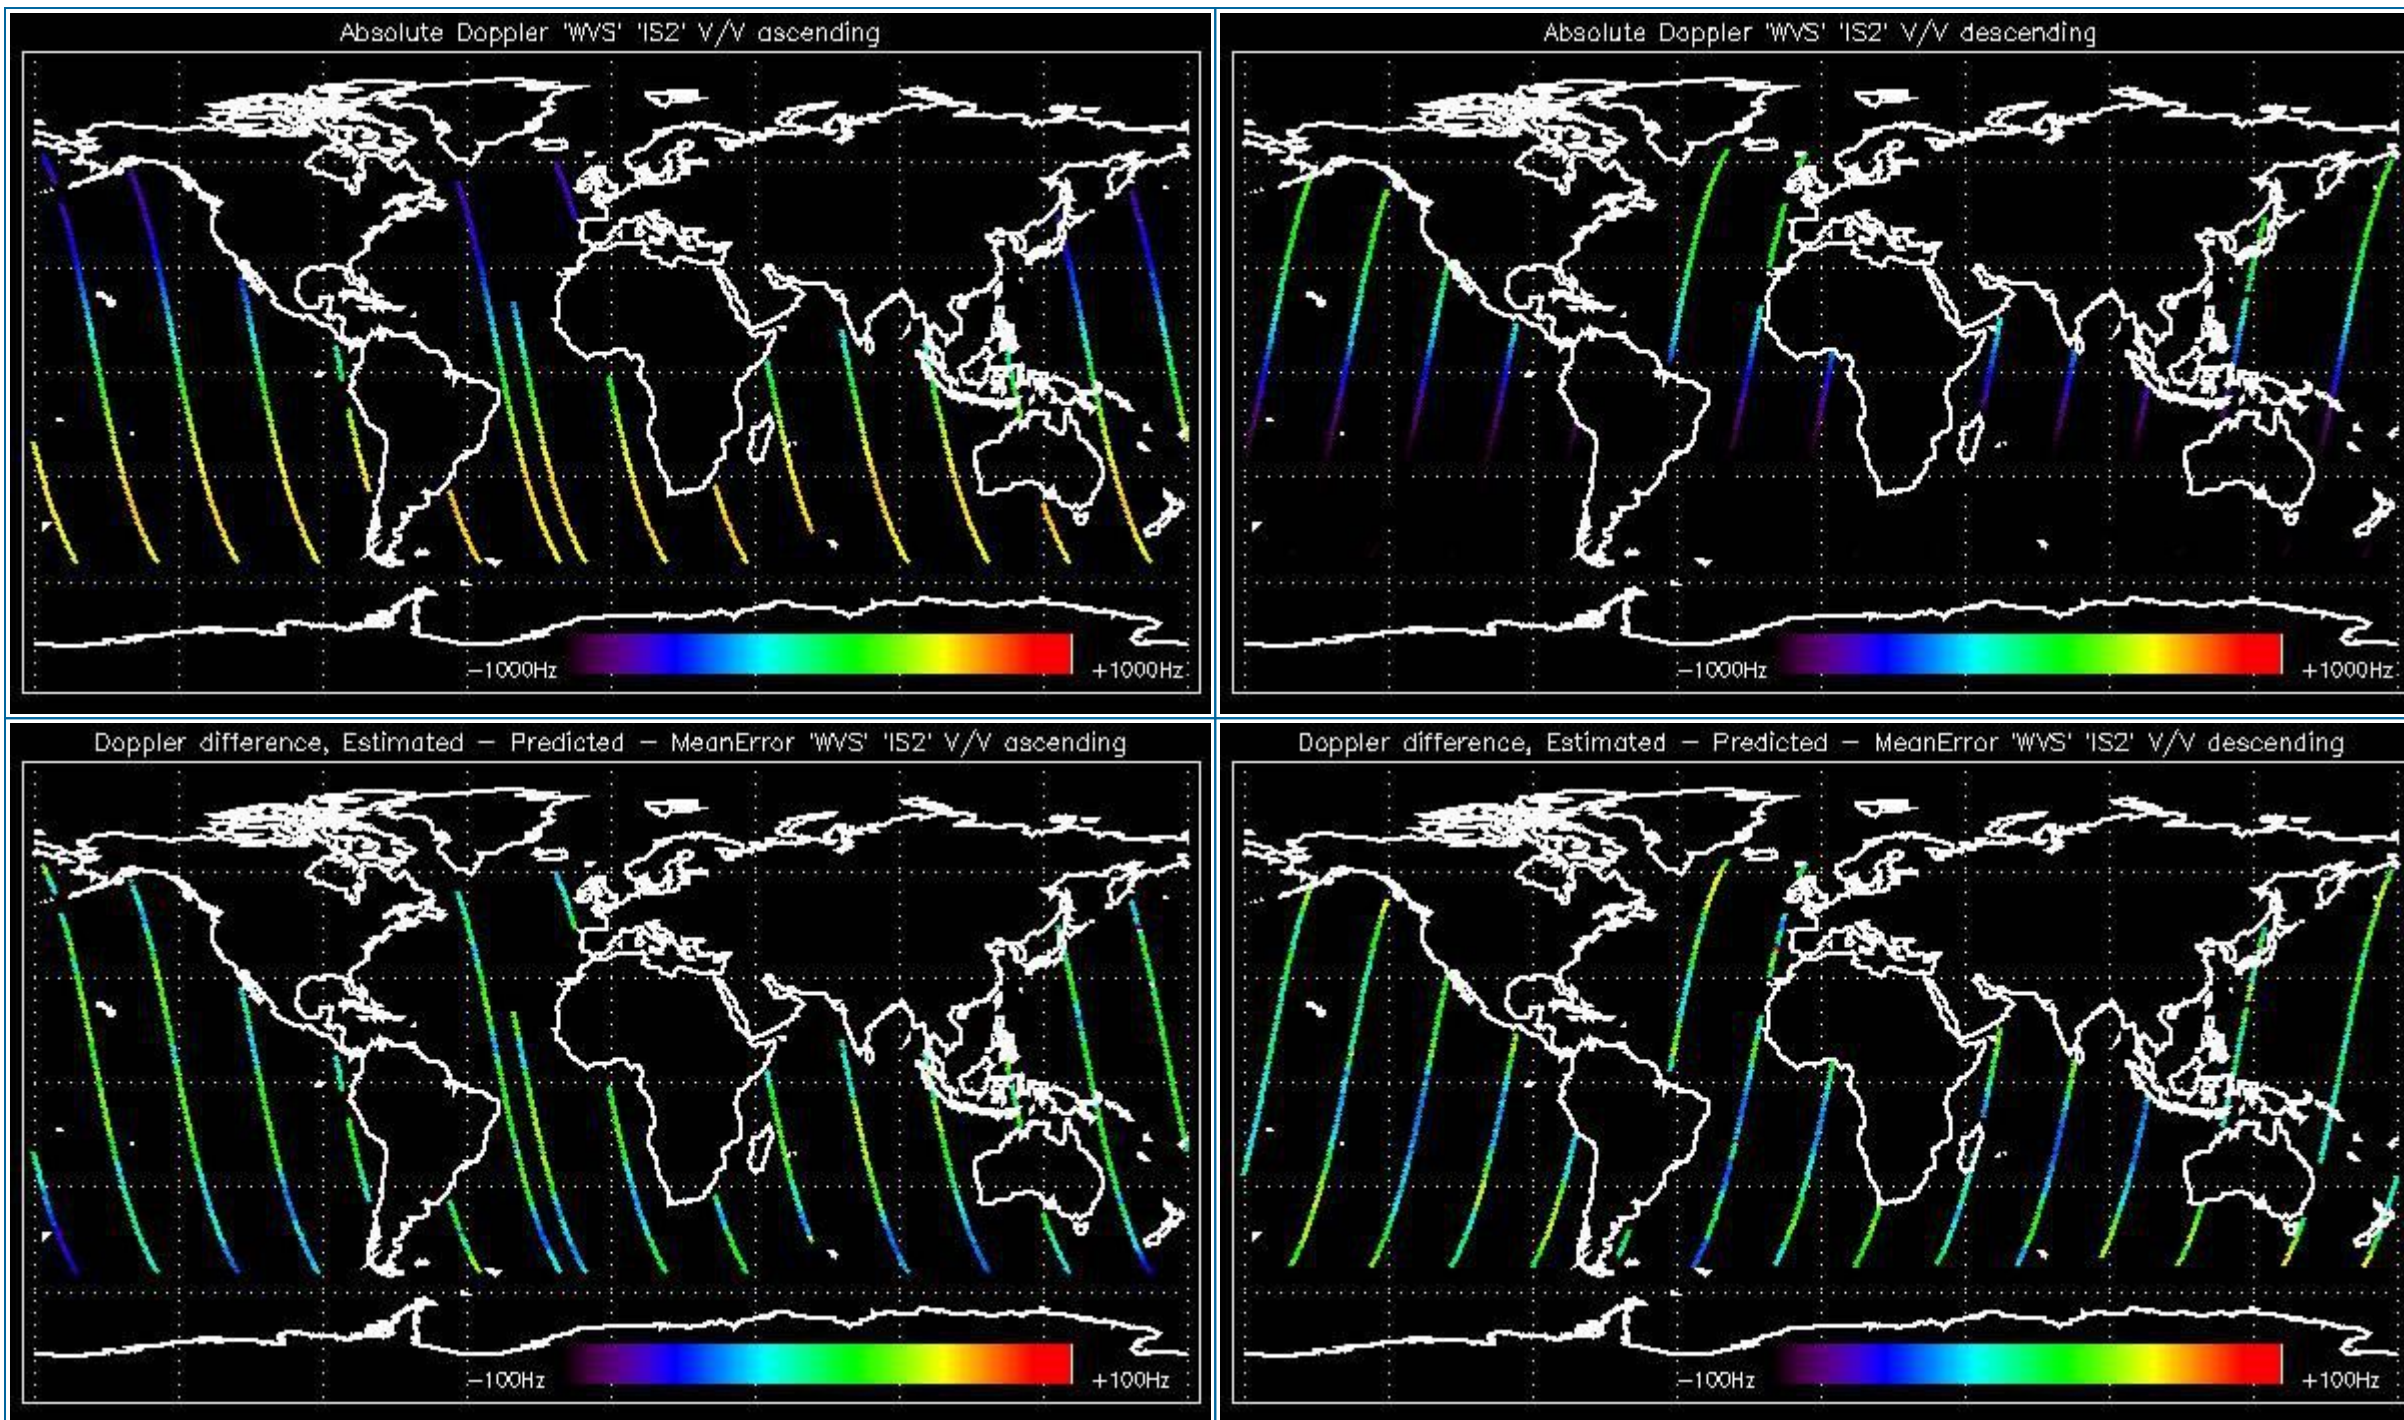 Absolute Doppler 'WVS' 'IS2' V/V ascending
−1000Hz
+1000Hz
Absolute Doppler 'WVS' 'IS2' V/V descending
−1000Hz
+1000Hz
Doppler difference, Estimated − Predicted − MeanError 'WVS' 'IS2' V/V ascending
−100Hz
+100Hz
Doppler difference, Estimated − Predicted − MeanError 'WVS' 'IS2' V/V descending
−100Hz
+100Hz